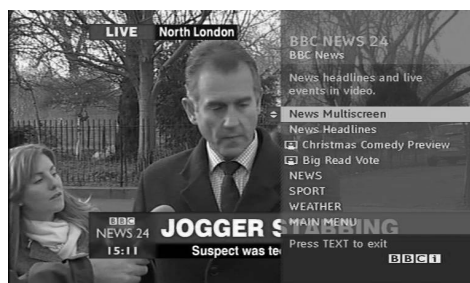 LIVE North London
BBC NEWS 24
BBC News
News headlines and live
events in video.
News Multiscreen
News Headlines
Christmas Comedy Preview
Big Read Vote
NEWS
SPORT
WEATHER
MAIN MENU
Press TEXT to exit
BBCi
BBC
NEWS 24
15:11
JOGGER STABBING
Suspect was